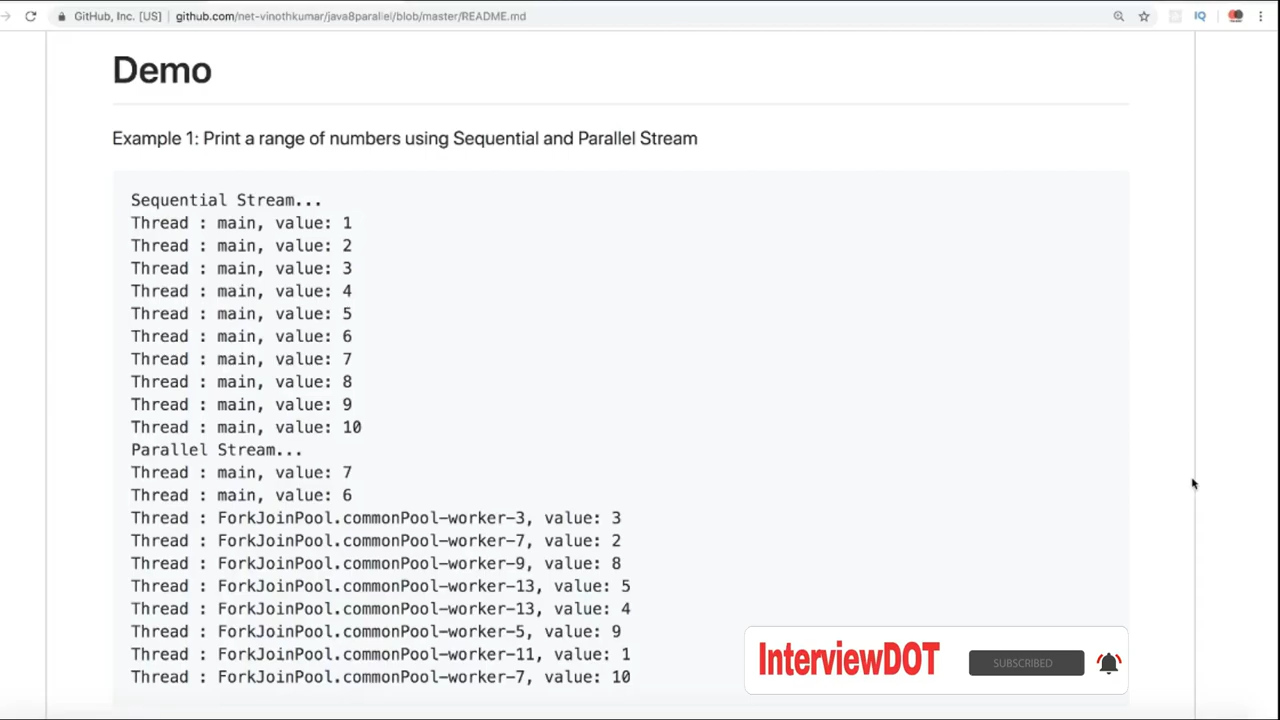 GitHub, Inc. [US] github.com/net-vinothkumar/java8parallel/blob/master/README.md
IQ
Demo
Example 1: Print a range of numbers using Sequential and Parallel Stream
Sequential Stream...
Thread : main, value: 1
Thread : main, value: 2
Thread : main, value: 3
Thread : main, value: 4
Thread : main, value: 5
Thread : main, value: 6
Thread : main, value: 7
Thread : main, value: 8
Thread : main, value: 9
Thread : main, value: 10
Parallel Stream...
Thread : main, value: 7
Thread : main, value: 6
Thread : ForkJoinPool.commonPool-worker-3, value: 3
Thread : ForkJoinPool.commonPool-worker-7, value: 2
Thread : ForkJoinPool.commonPool-worker-9, value: 8
Thread : ForkJoinPool.commonPool-worker-13, value: 5
Thread : ForkJoinPool.commonPool-worker-13, value: 4
Thread : ForkJoinPool.commonPool-worker-5, value: 9
Thread : ForkJoinPool.commonPool-worker-11, value: 1
Thread : ForkJoinPool.commonPool-worker-7, value: 10
InterviewDOT
SUBSCRIBED